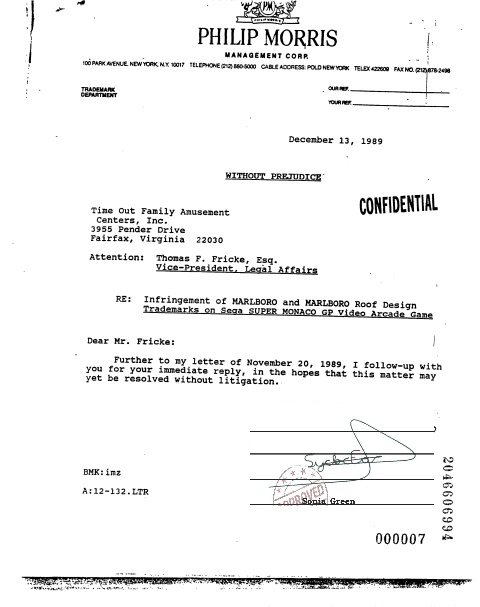 PHILIP MORRIS
MANAGEMENT CORP.
100 PARK AVENUE, NEW YORK, N.Y. 10017 TELEPHONE (212) 880-5000 CABLE ADDRESS: POLD NEW YORK TELEX 422609 FAX NO. (212) 878-2498
TRADEMARK
DEPARTMENT
OUR REF.
YOUR REF.
December 13, 1989
WITHOUT PREJUDICE
CONFIDENTIAL
Time Out Family Amusement
Centers, Inc.
3955 Pender Drive
Fairfax, Virginia 22030
Attention: Thomas F. Fricke, Esq.
Vice-President, Legal Affairs
RE: Infringement of MARLBORO and MARLBORO Roof Design
Trademarks on Sega SUPER MONACO GP Video Arcade Game
Dear Mr. Fricke:
Further to my letter of November 20, 1989, I follow-up with
you for your immediate reply, in the hopes that this matter may
yet be resolved without litigation.
BMK:imz
A:12-132.LTR
APPROVED
Sonia Green
2046606994
000007